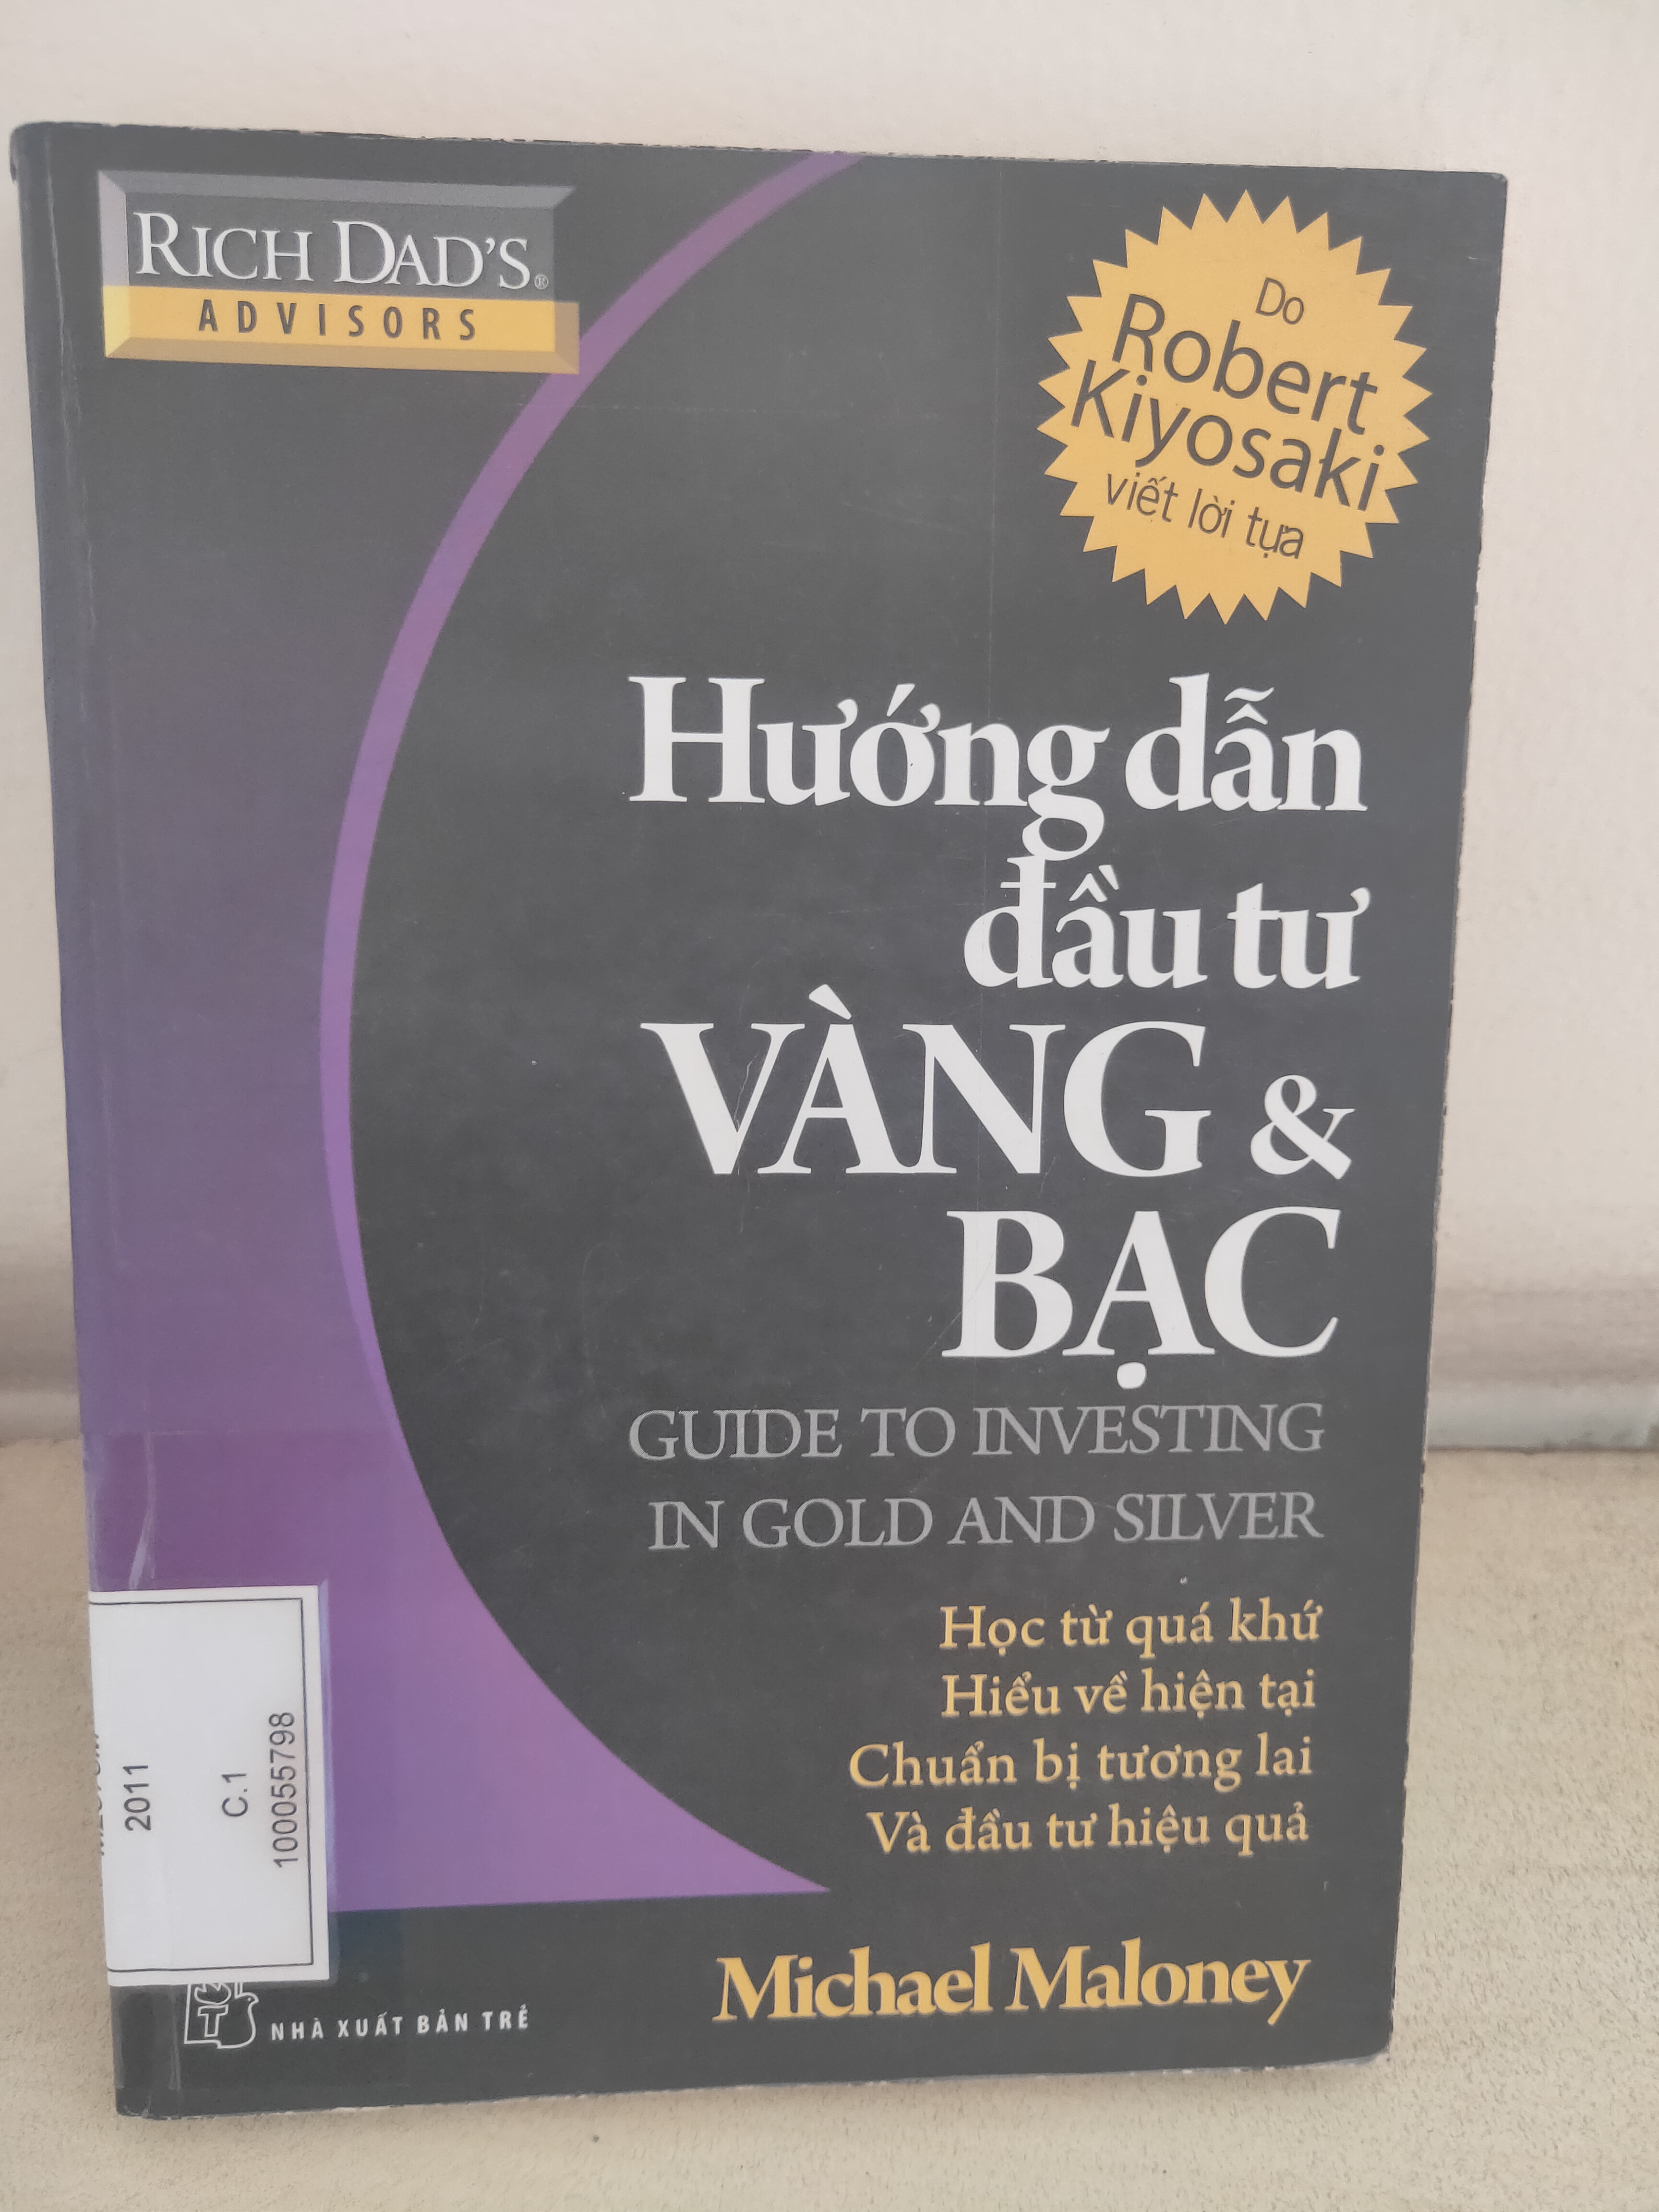 RICH DAD'S®
ADVISORS
Do
Robert
Kiyosaki
viết lời tựa
Hướng dẫn
đầu tư
VÀNG &
BẠC
GUIDE TO INVESTING
IN GOLD AND SILVER
Học từ quá khứ
Hiểu về hiện tại
Chuẩn bị tương lai
Và đầu tư hiệu quả
Michael Maloney
2011
C.1
100055798
NHÀ XUẤT BẢN TRẺ